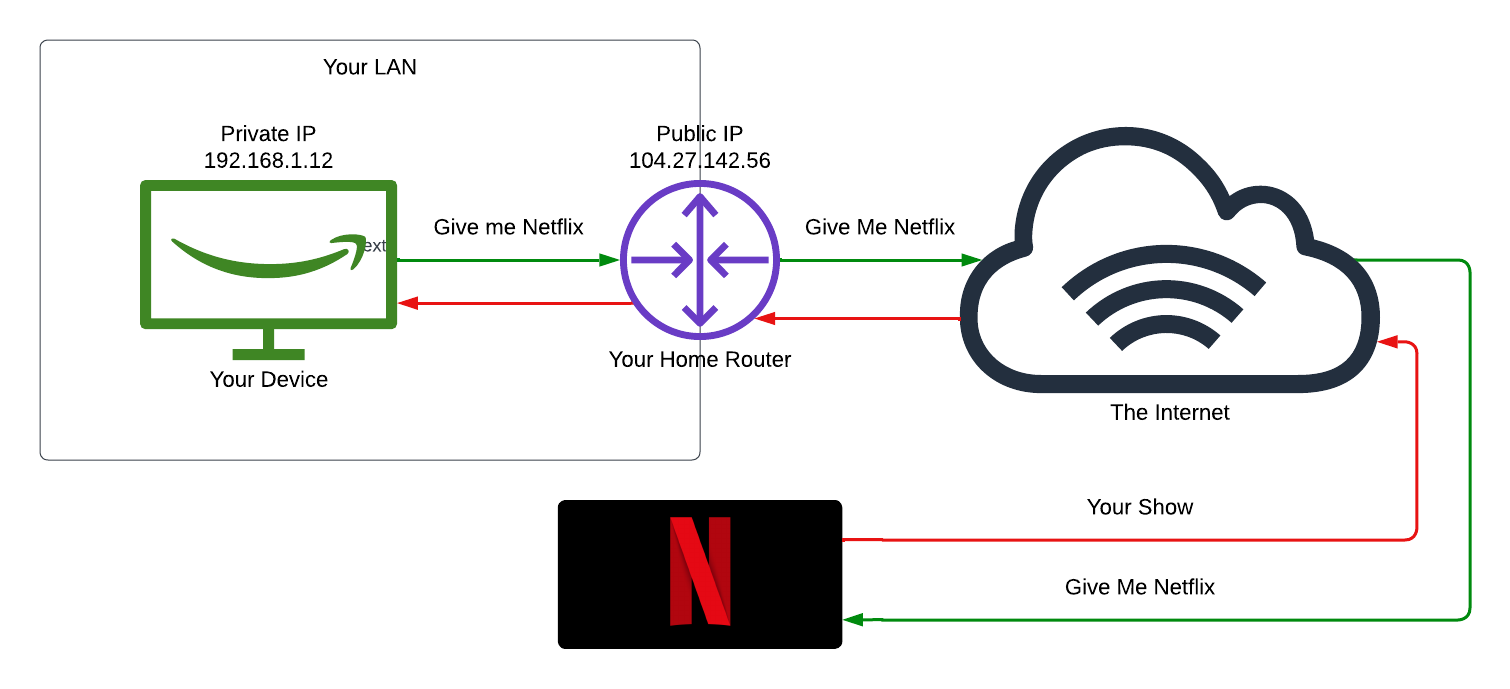 Your LAN
Private IP
192.168.1.12
Public IP
104.27.142.56
Give me Netflix
Give Me Netflix
ext
Your Device
Your Home Router
The Internet
Your Show
N
Give Me Netflix